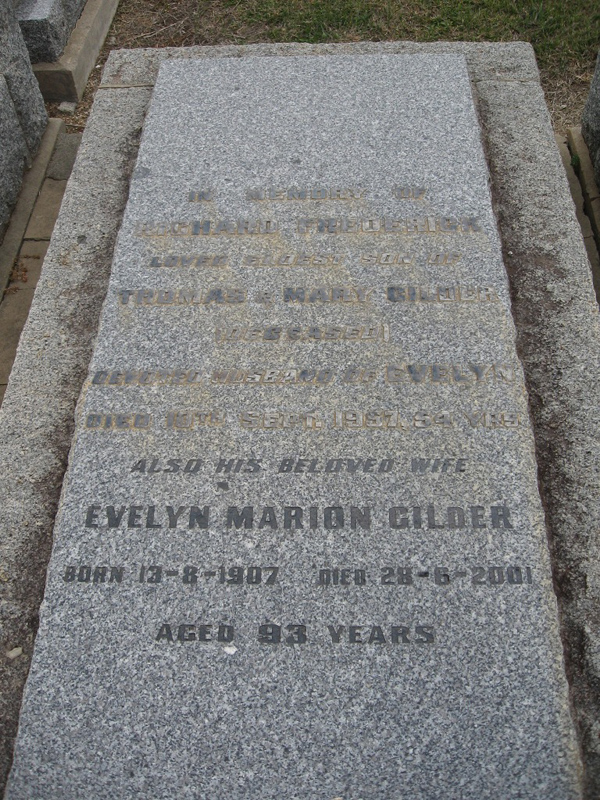 IN MEMORY OF
RICHARD FREDERICK
LOVED ELDEST SON OF
THOMAS & MARY GILDER
(DECEASED)
BELOVED HUSBAND OF EVELYN
DIED TH SEPT. 1957. 54 YRS.
ALSO HIS BELOVED WIFE
EVELYN MARION GILDER
BORN 13-8-1907 DIED 28-6-2001
AGED 93 YEARS